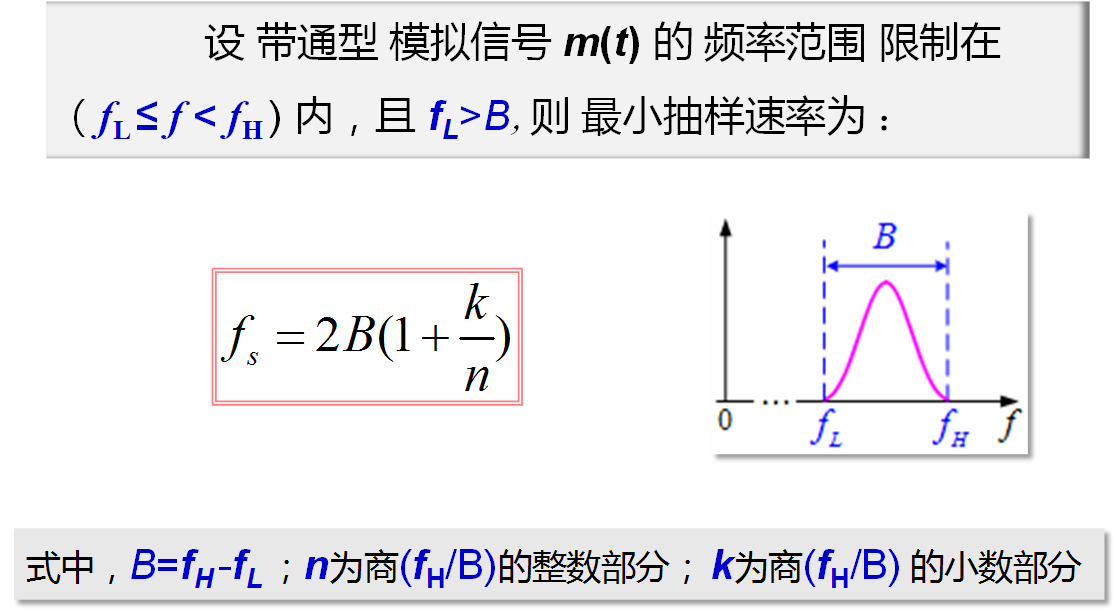 设 带通型 模拟信号 m(t) 的 频率范围 限制在
( fL ≤ f < fH ) 内，且 fL>B, 则 最小抽样速率为：
fs = 2B(1 + k/n)
B
0 ... fL fH f
式中，B=fH-fL ；n为商(fH/B)的整数部分； k为商(fH/B) 的小数部分